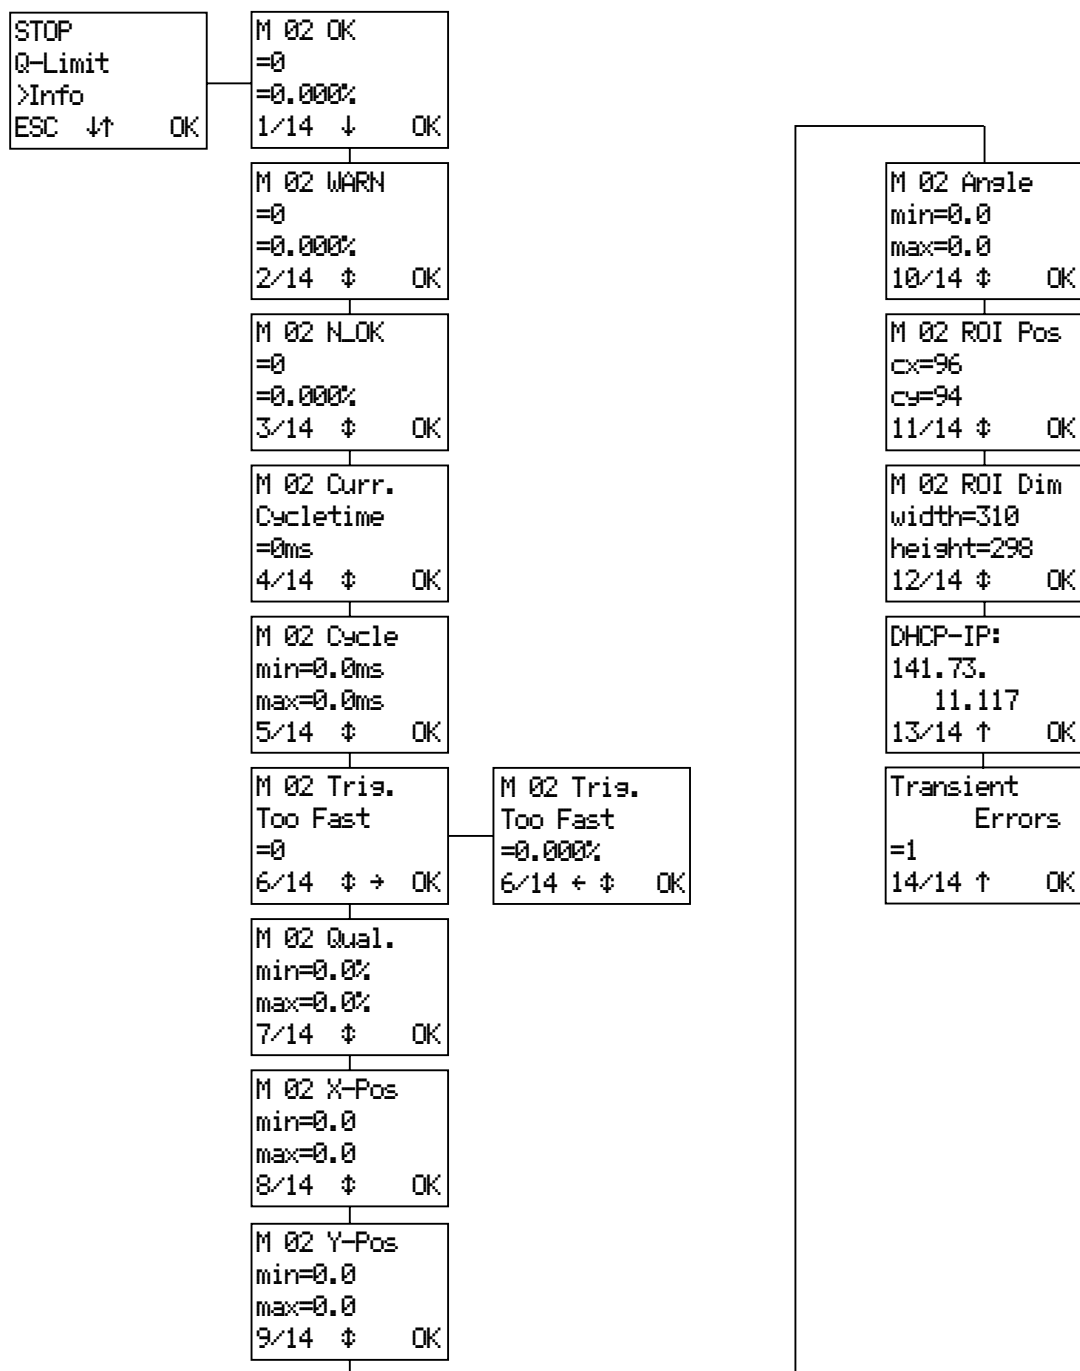 STOP
Q-Limit
>Info
ESC ↓↑ OK
M 02 OK
=0
=0.000%
1/14 ↓ OK
M 02 WARN
=0
=0.000%
2/14 ↕ OK
M 02 N_OK
=0
=0.000%
3/14 ↕ OK
M 02 Curr.
Cycletime
=0ms
4/14 ↕ OK
M 02 Cycle
min=0.0ms
max=0.0ms
5/14 ↕ OK
M 02 Trig.
Too Fast
=0
6/14 ↕ → OK
M 02 Trig.
Too Fast
=0.000%
6/14 ← ↕ OK
M 02 Qual.
min=0.0%
max=0.0%
7/14 ↕ OK
M 02 X-Pos
min=0.0
max=0.0
8/14 ↕ OK
M 02 Y-Pos
min=0.0
max=0.0
9/14 ↕ OK
M 02 Angle
min=0.0
max=0.0
10/14 ↕ OK
M 02 ROI Pos
cx=96
cy=94
11/14 ↕ OK
M 02 ROI Dim
width=310
height=298
12/14 ↕ OK
DHCP-IP:
141.73.
11.117
13/14 ↑ OK
Transient
Errors
=1
14/14 ↑ OK